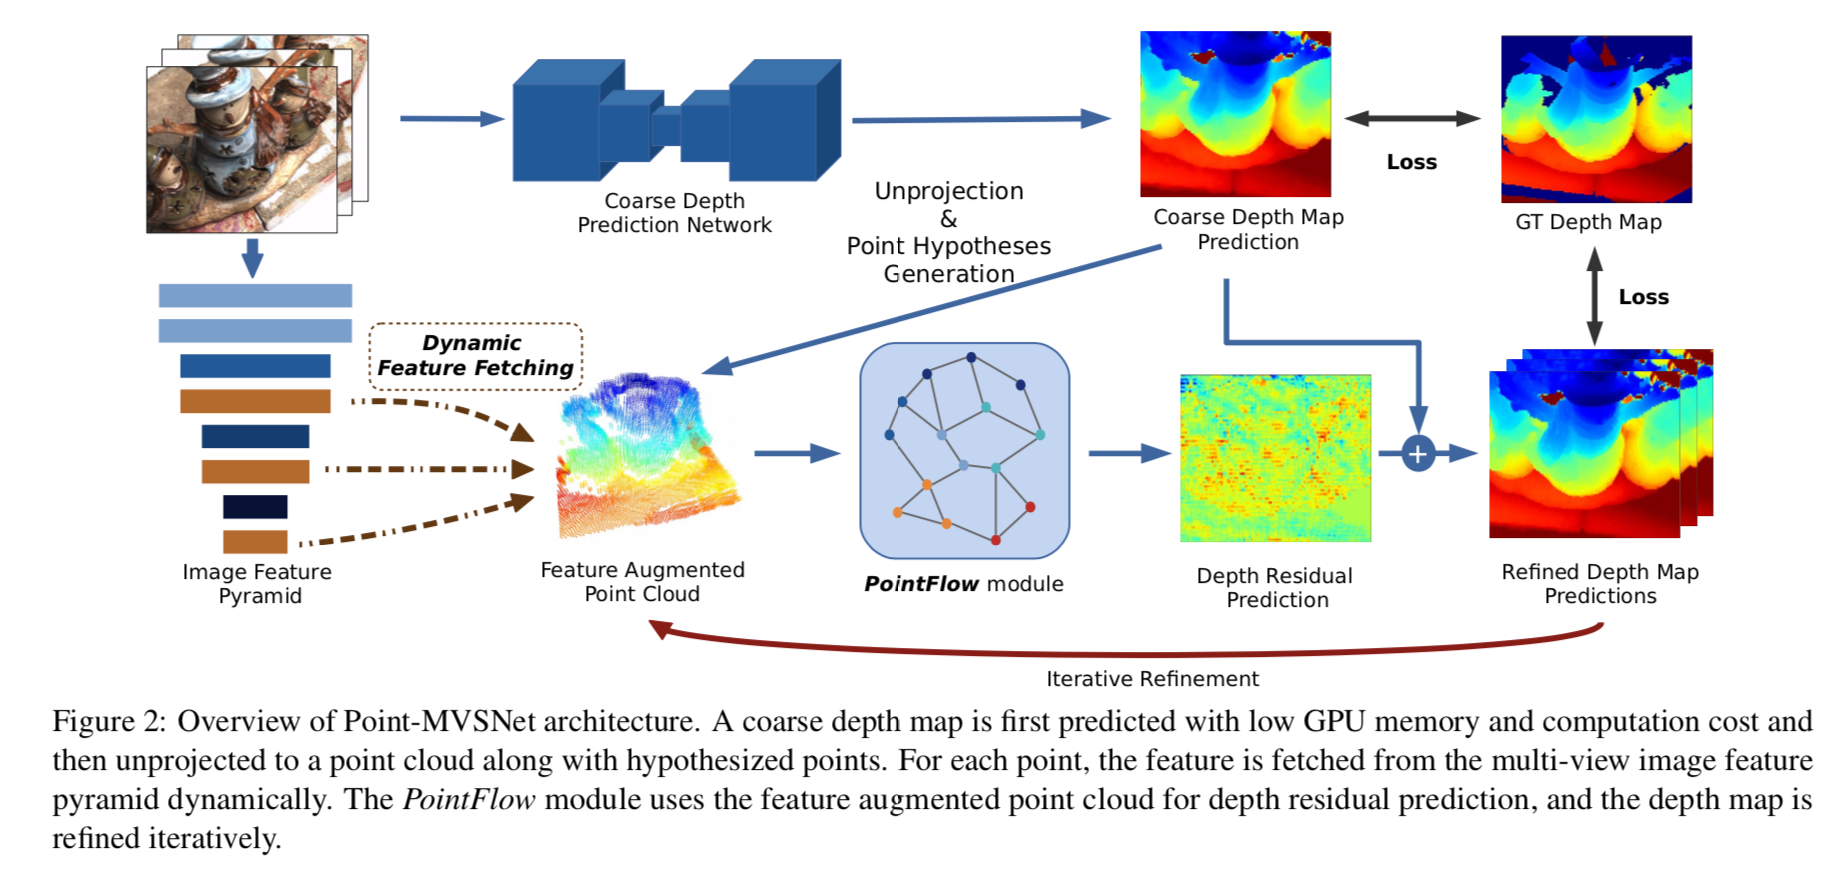 Coarse Depth
Prediction Network
Unprojection
&
Point Hypotheses
Generation
Coarse Depth Map
Prediction
Loss
GT Depth Map
Loss
Dynamic
Feature Fetching
Image Feature
Pyramid
Feature Augmented
Point Cloud
PointFlow module
Depth Residual
Prediction
+
Refined Depth Map
Predictions
Iterative Refinement
Figure 2: Overview of Point-MVSNet architecture. A coarse depth map is first predicted with low GPU memory and computation cost and
then unprojected to a point cloud along with hypothesized points. For each point, the feature is fetched from the multi-view image feature
pyramid dynamically. The PointFlow module uses the feature augmented point cloud for depth residual prediction, and the depth map is
refined iteratively.